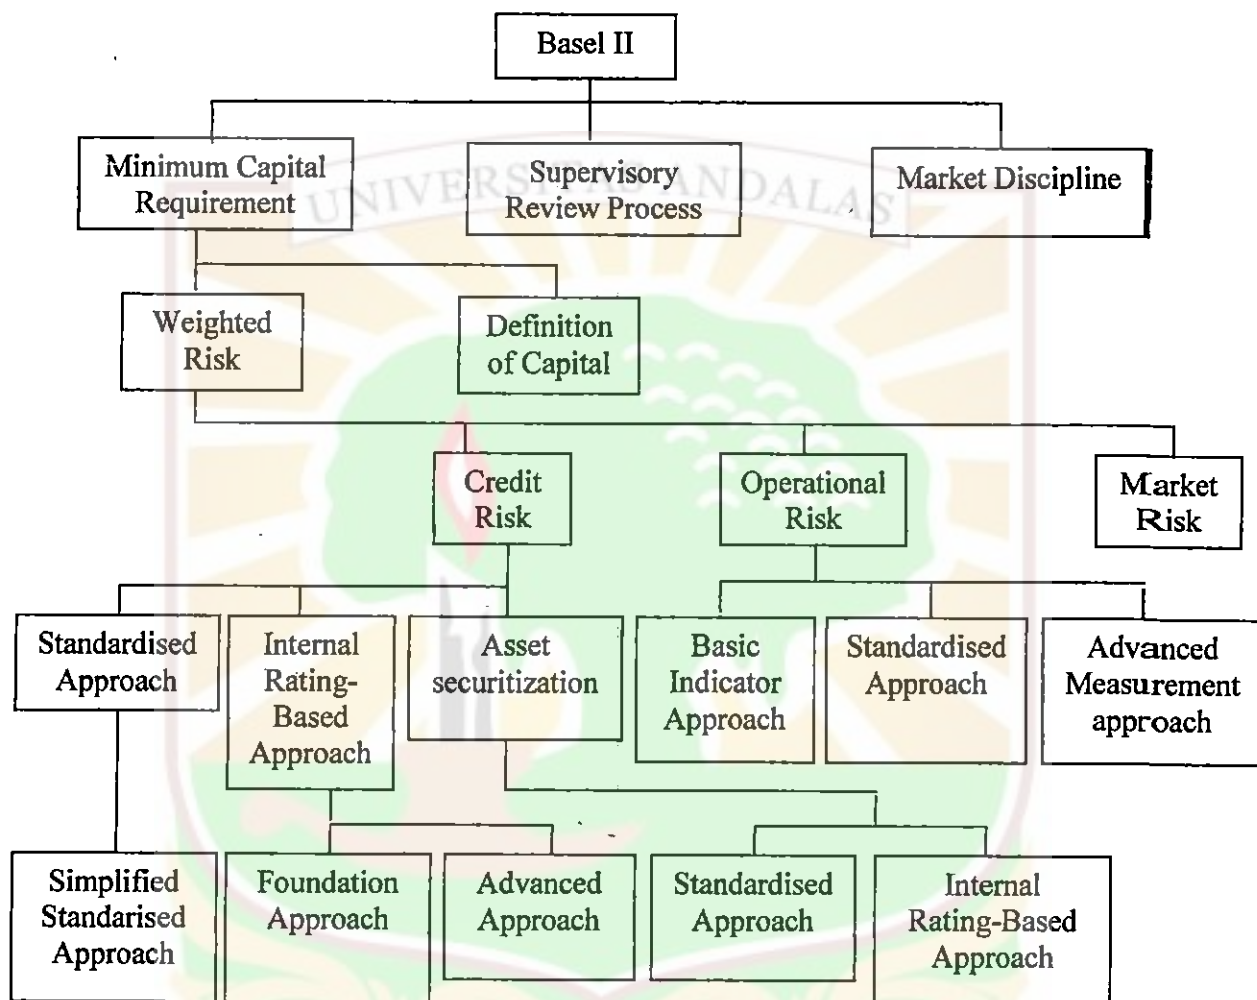 Basel II
Minimum Capital
Requirement
Supervisory
Review Process
Market Discipline
UNIVERSITAS ANDALAS
Weighted
Risk
Definition
of Capital
Credit
Risk
Operational
Risk
Market
Risk
Standardised
Approach
Internal
Rating-
Based
Approach
Asset
securitization
Basic
Indicator
Approach
Standardised
Approach
Advanced
Measurement
approach
Simplified
Standarised
Approach
Foundation
Approach
Advanced
Approach
Standardised
Approach
Internal
Rating-Based
Approach